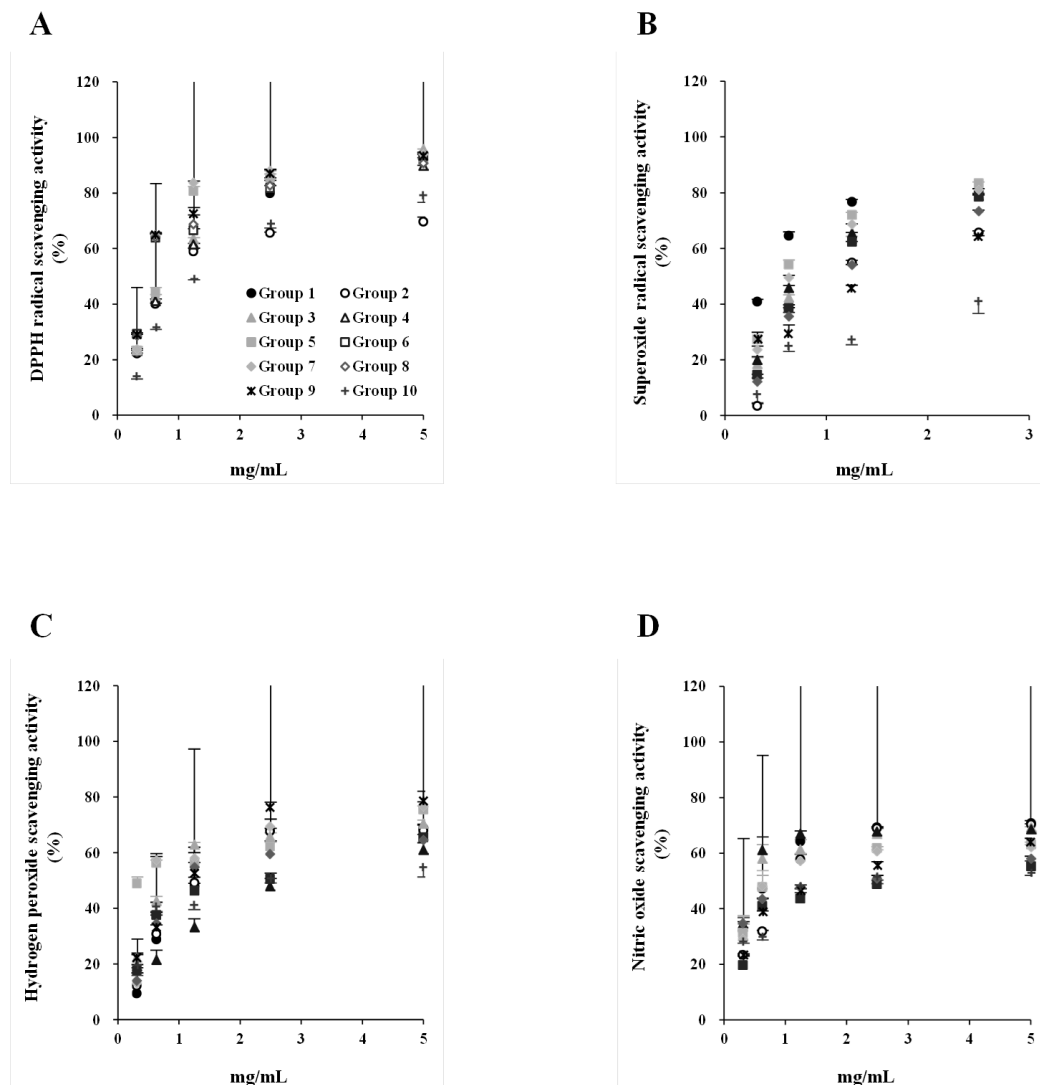 A
DPPH radical scavenging activity
(%)
120
100
80
60
40
20
0
Group 1 Group 2
Group 3 Group 4
Group 5 Group 6
Group 7 Group 8
Group 9 Group 10
0 1 2 3 4 5
mg/mL
B
Superoxide radical scavenging activity
(%)
120
100
80
60
40
20
0
0 1 2 3
mg/mL
C
Hydrogen peroxide scavenging activity
(%)
120
100
80
60
40
20
0
0 1 2 3 4 5
mg/mL
D
Nitric oxide scavenging activity
(%)
120
100
80
60
40
20
0
0 1 2 3 4 5
mg/mL